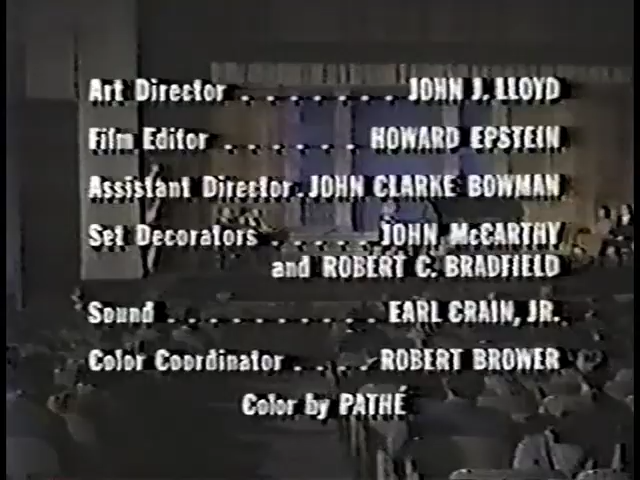 Art Director . . . . . . . JOHN J. LLOYD
Film Editor . . . . . . HOWARD EPSTEIN
Assistant Director . JOHN CLARKE BOWMAN
Set Decorators . . . . . JOHN McCARTHY
and ROBERT C. BRADFIELD
Sound . . . . . . . . . . . EARL CRAIN, JR.
Color Coordinator . . . . ROBERT BROWER
Color by PATHÉ